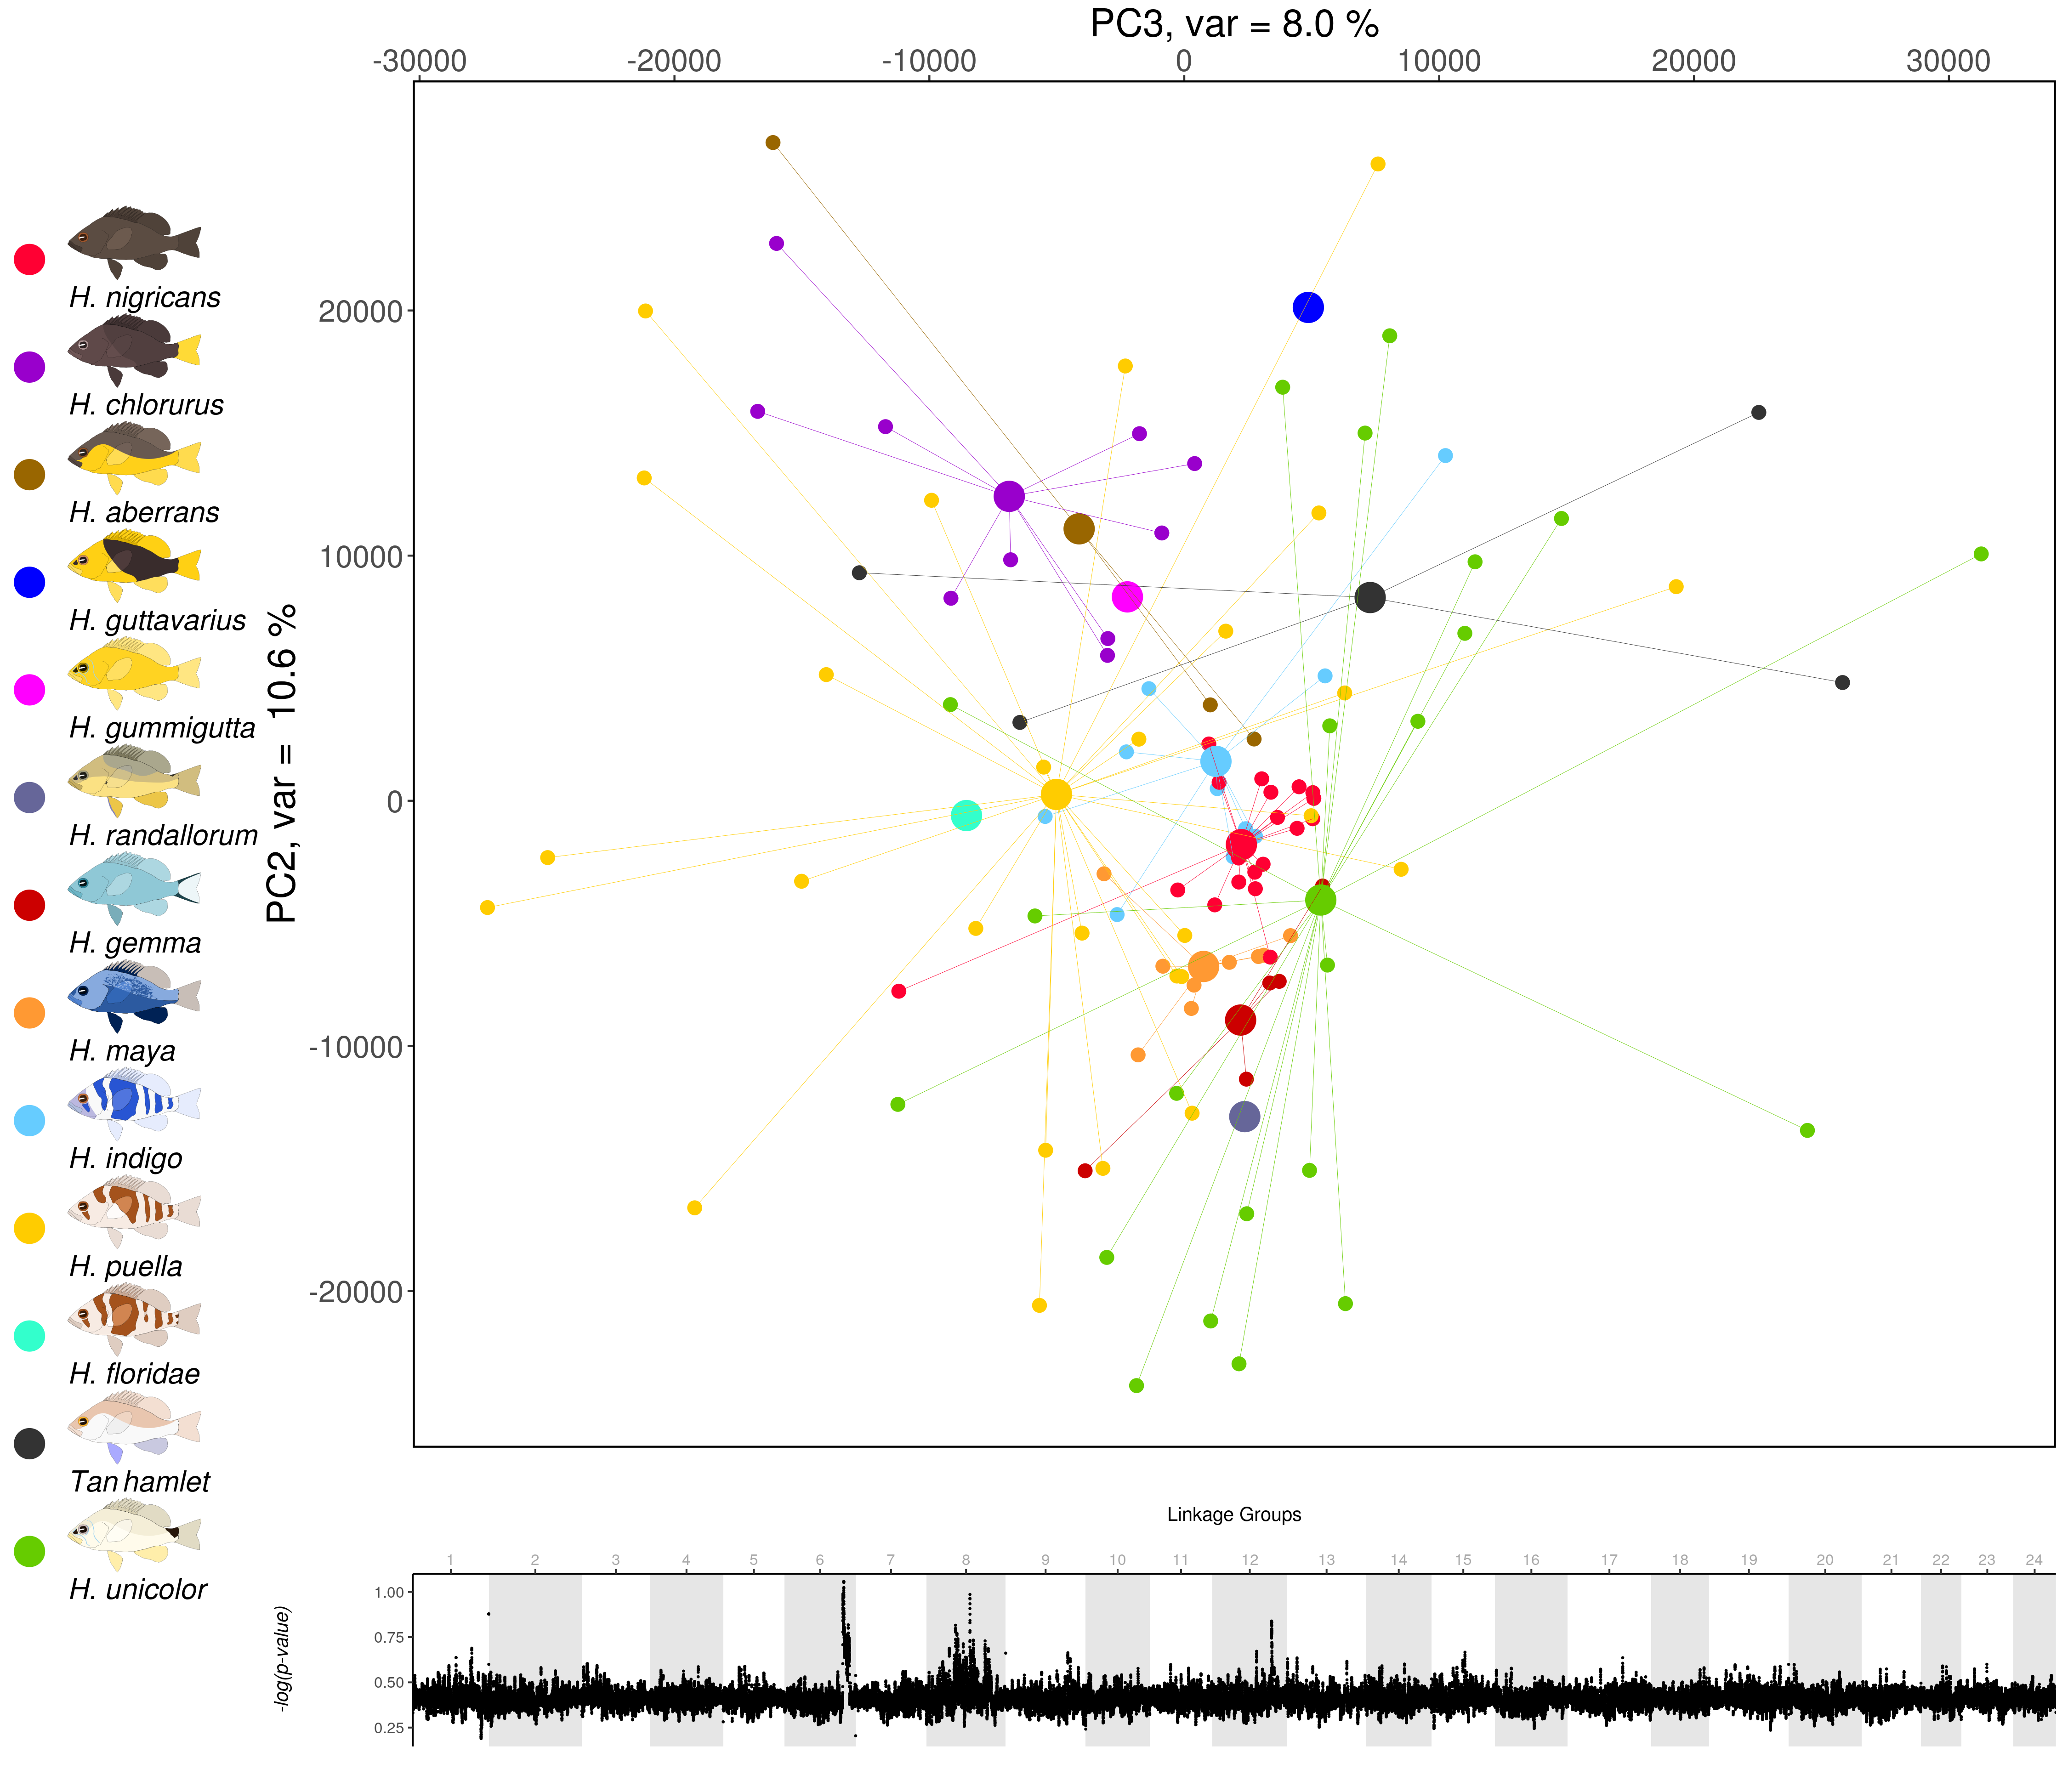 PC3, var = 8.0 %
-30000 -20000 -10000 0 10000 20000 30000
H. nigricans
H. chlorurus
H. aberrans
H. guttavarius
H. gummigutta
H. randallorum
H. gemma
H. maya
H. indigo
H. puella
H. floridae
Tan hamlet
H. unicolor
PC2, var = 10.6 %
20000
10000
0
-10000
-20000
Linkage Groups
1 2 3 4 5 6 7 8 9 10 11 12 13 14 15 16 17 18 19 20 21 22 23 24
-log(p-value)
1.00
0.75
0.50
0.25